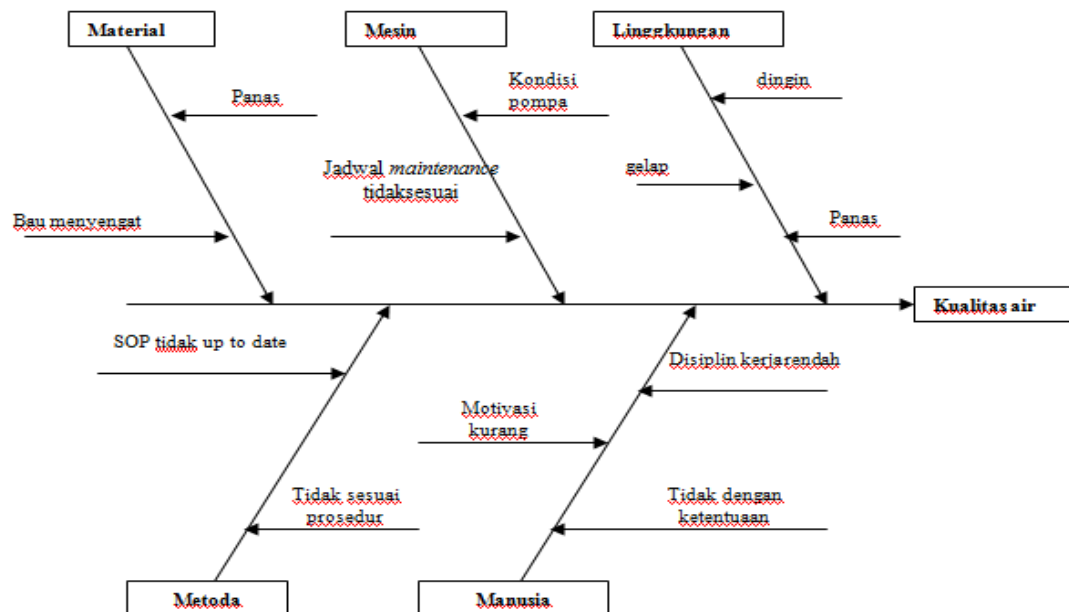 Material
Mesin
Linggkungan
Panas
Kondisi
pompa
dingin
Jadwal maintenance
tidaksesuai
gelap
Bau menyengat
Panas
Kualitas air
SOP tidak up to date
Disiplin kerjarendah
Motivasi
kurang
Tidak sesuai
prosedur
Tidak dengan
ketentuaan
Metoda
Manusia